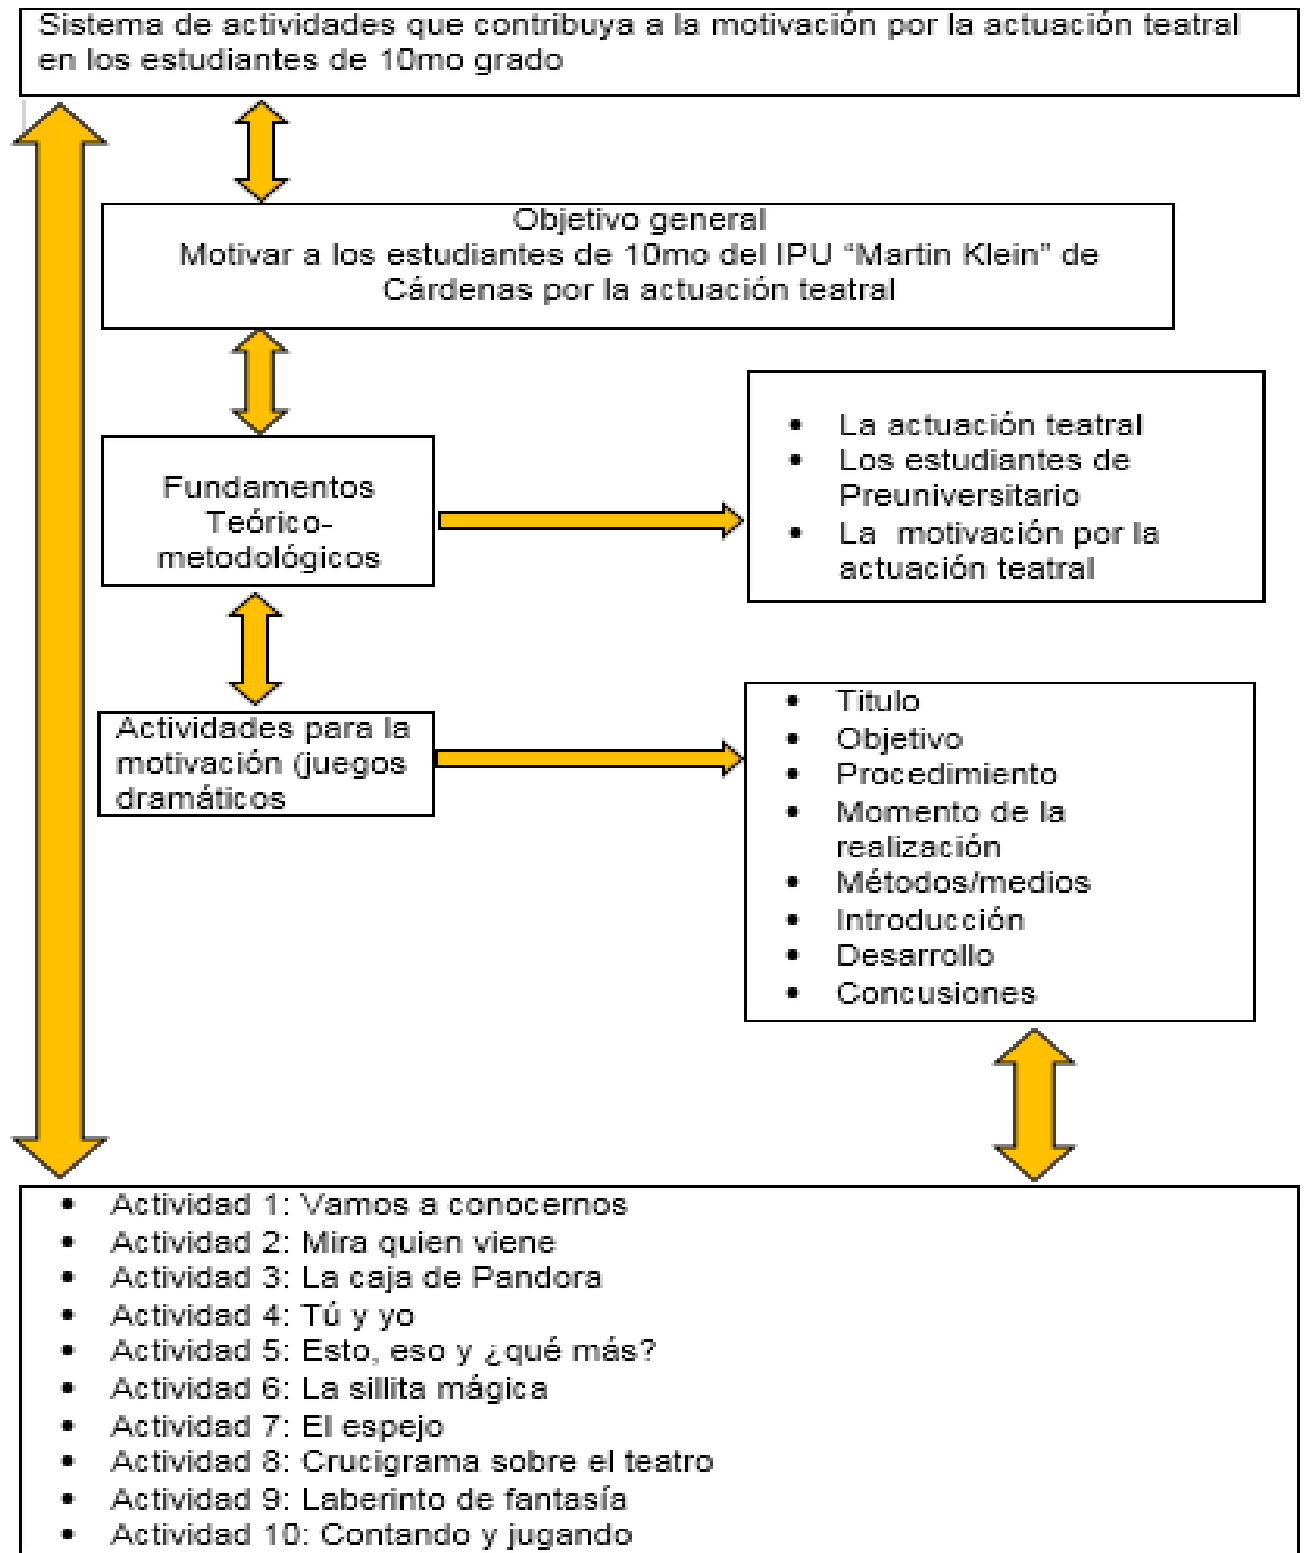 Sistema de actividades que contribuya a la motivación por la actuación teatral
en los estudiantes de 10mo grado
Objetivo general
Motivar a los estudiantes de 10mo del IPU “Martin Klein” de
Cárdenas por la actuación teatral
Fundamentos
Teórico-
metodológicos
• La actuación teatral
• Los estudiantes de
Preuniversitario
• La motivación por la
actuación teatral
Actividades para la
motivación (juegos
dramáticos
• Titulo
• Objetivo
• Procedimiento
• Momento de la
realización
• Métodos/medios
• Introducción
• Desarrollo
• Concusiones
• Actividad 1: Vamos a conocernos
• Actividad 2: Mira quien viene
• Actividad 3: La caja de Pandora
• Actividad 4: Tú y yo
• Actividad 5: Esto, eso y ¿qué más?
• Actividad 6: La sillita mágica
• Actividad 7: El espejo
• Actividad 8: Crucigrama sobre el teatro
• Actividad 9: Laberinto de fantasía
• Actividad 10: Contando y jugando